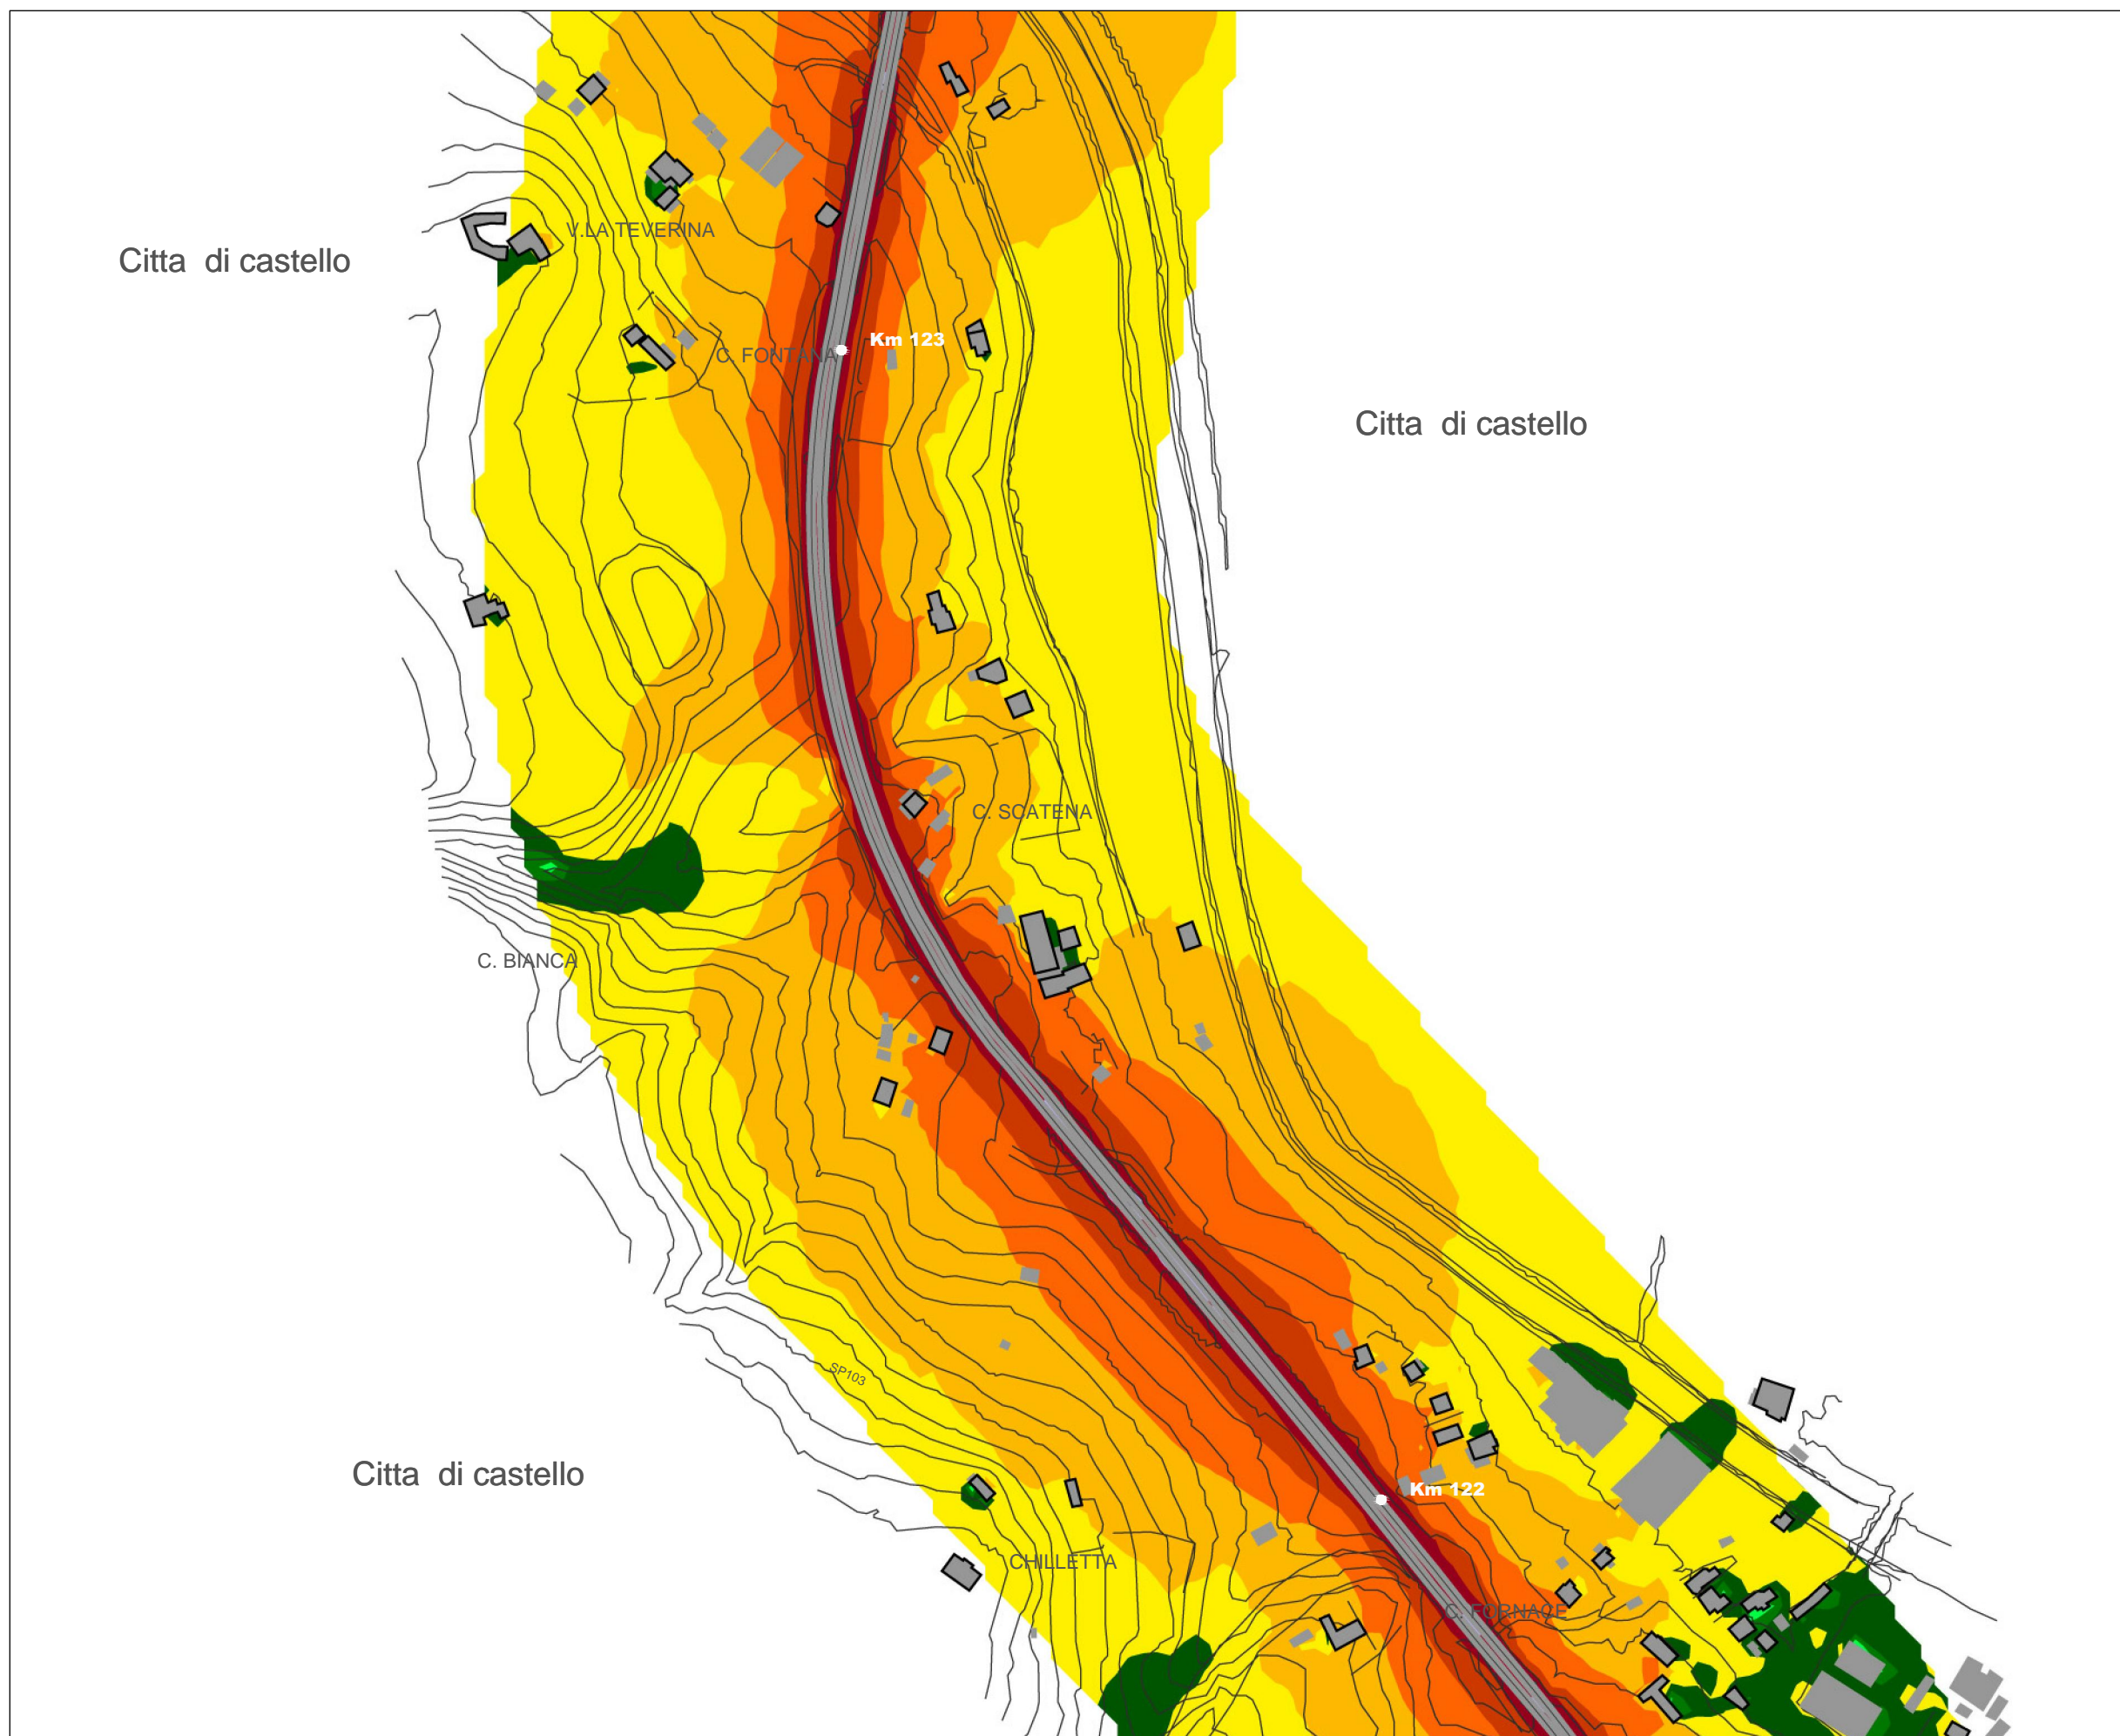 V.LA TEVERINA
Citta di castello
Km 123
C. FONTANA
Citta di castello
C. SCATENA
C. BIANCA
SP103
Citta di castello
Km 122
CHILLETTA
C. FORNACE